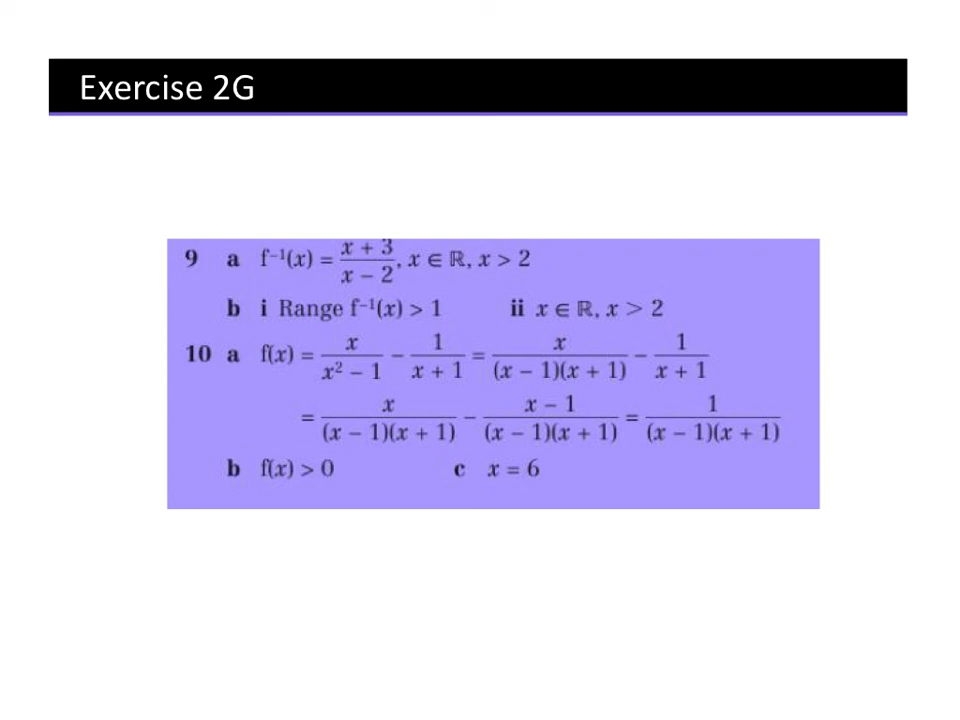 Exercise 2G
9 a f⁻¹(x) = (x + 3)/(x − 2), x ∈ ℝ, x > 2
b i Range f⁻¹(x) > 1 ii x ∈ ℝ, x > 2
10 a f(x) = x/(x² − 1) − 1/(x + 1) = x/((x − 1)(x + 1)) − 1/(x + 1)
= x/((x − 1)(x + 1)) − (x − 1)/((x − 1)(x + 1)) = 1/((x − 1)(x + 1))
b f(x) > 0 c x = 6